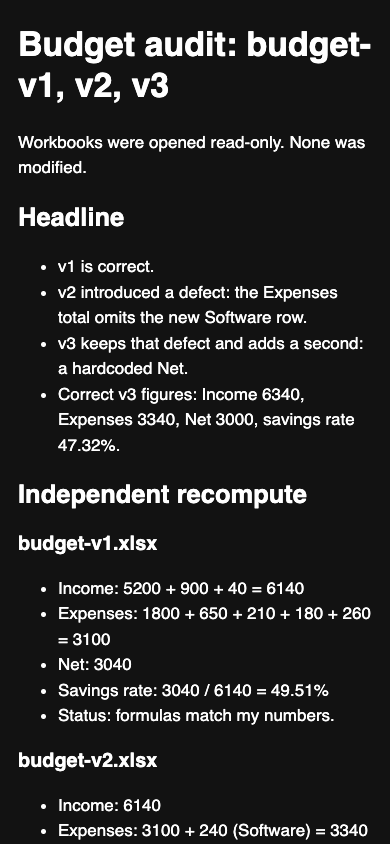 Budget audit: budget-
v1, v2, v3
Workbooks were opened read-only. None was
modified.
Headline
• v1 is correct.
• v2 introduced a defect: the Expenses
total omits the new Software row.
• v3 keeps that defect and adds a second:
a hardcoded Net.
• Correct v3 figures: Income 6340,
Expenses 3340, Net 3000, savings rate
47.32%.
Independent recompute
budget-v1.xlsx
• Income: 5200 + 900 + 40 = 6140
• Expenses: 1800 + 650 + 210 + 180 + 260
= 3100
• Net: 3040
• Savings rate: 3040 / 6140 = 49.51%
• Status: formulas match my numbers.
budget-v2.xlsx
• Income: 6140
• Expenses: 3100 + 240 (Software) = 3340